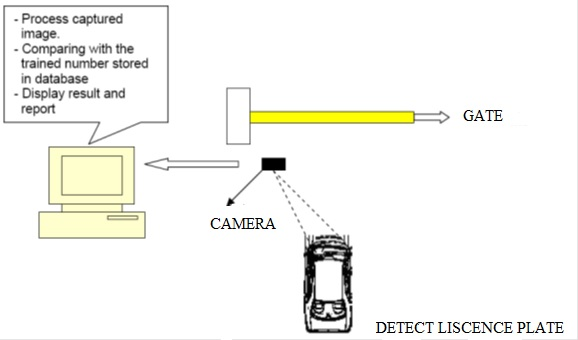 - Process captured
image.
- Comparing with the
trained number stored
in database
- Display result and
report
GATE
CAMERA
DETECT LISCENCE PLATE